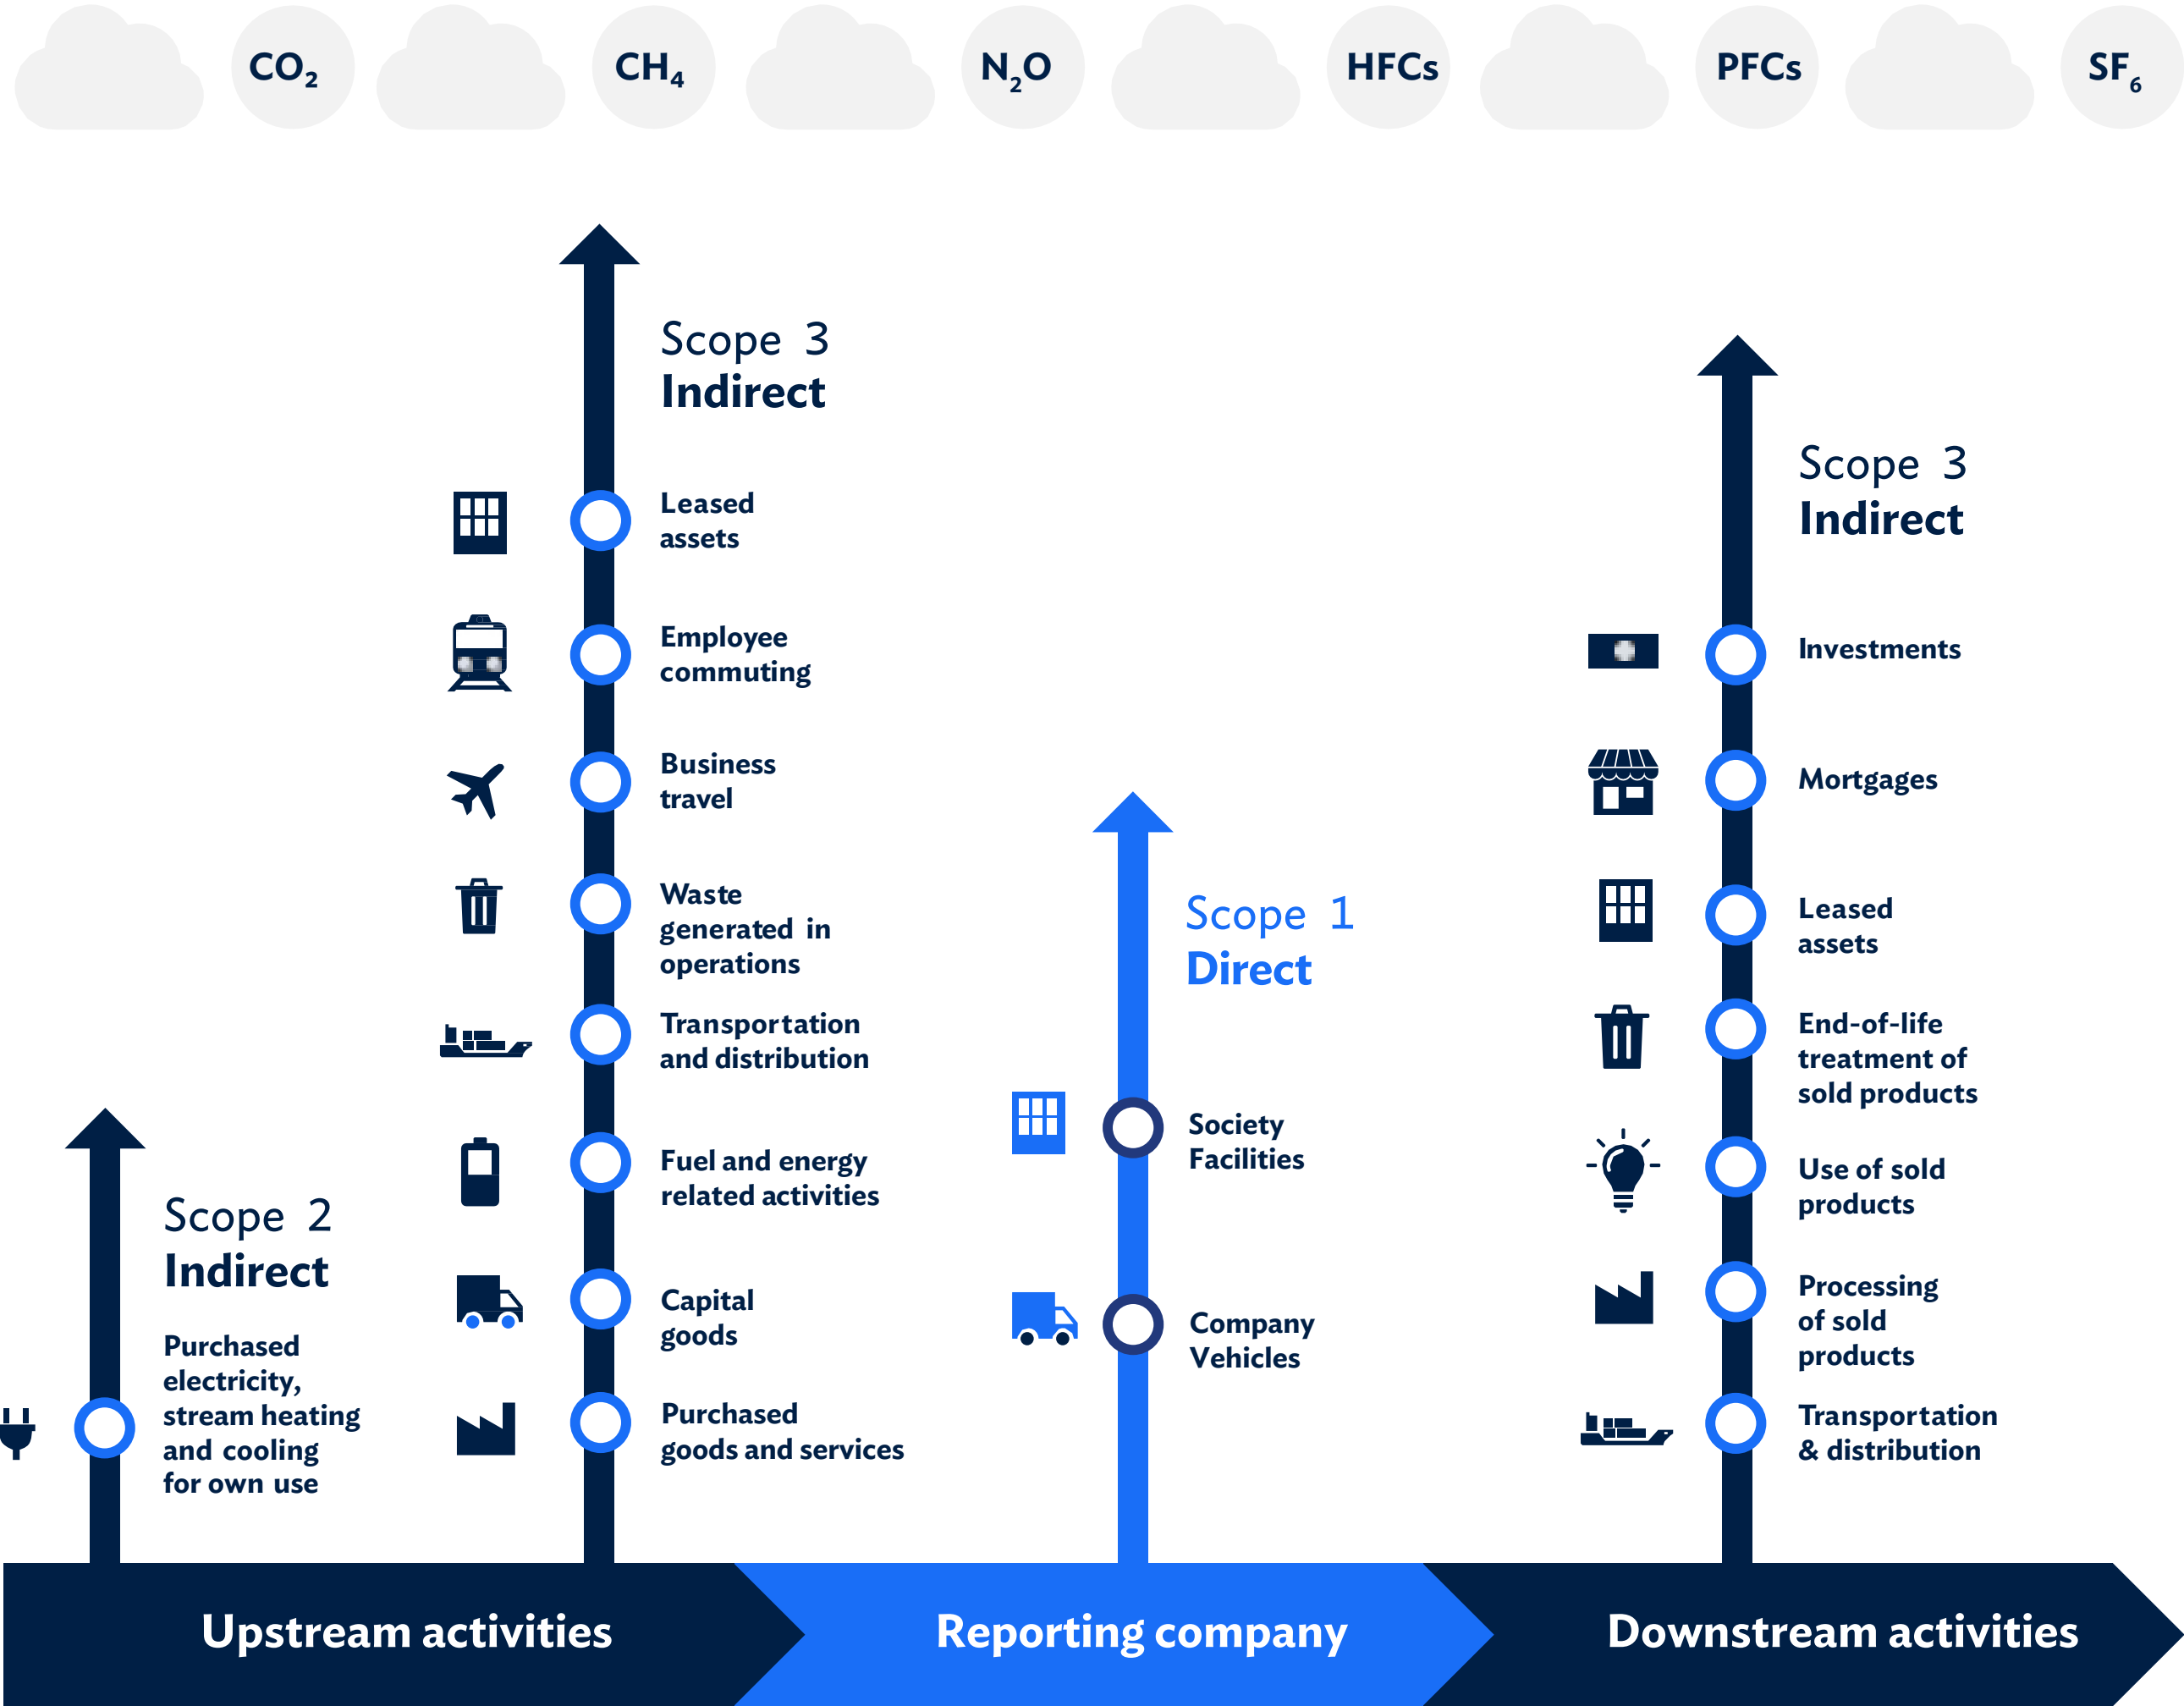 CO₂
CH₄
N₂O
HFCs
PFCs
SF₆
Scope 2
Indirect
Purchased
electricity,
stream heating
and cooling
for own use
Scope 3
Indirect
Leased
assets
Employee
commuting
Business
travel
Waste
generated in
operations
Transportation
and distribution
Fuel and energy
related activities
Capital
goods
Purchased
goods and services
Scope 1
Direct
Society
Facilities
Company
Vehicles
Scope 3
Indirect
Investments
Mortgages
Leased
assets
End-of-life
treatment of
sold products
Use of sold
products
Processing
of sold
products
Transportation
& distribution
Upstream activities
Reporting company
Downstream activities